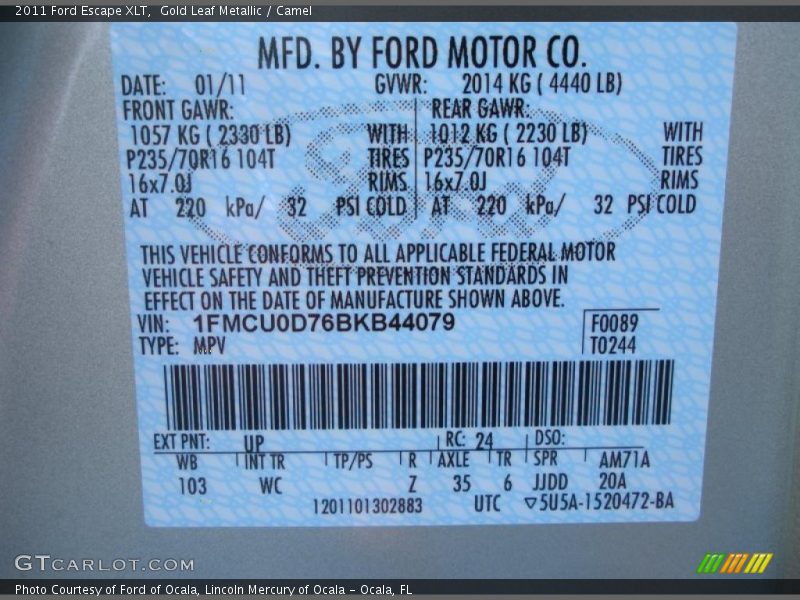 2011 Ford Escape XLT,  Gold Leaf Metallic / Camel
MFD. BY FORD MOTOR CO.
DATE: 01/11 GVWR: 2014 KG ( 4440 LB)
FRONT GAWR: REAR GAWR:
1057 KG ( 2330 LB) WITH 1012 KG ( 2230 LB) WITH
P235/70R16 104T TIRES P235/70R16 104T TIRES
16x7.0J RIMS 16x7.0J RIMS
AT 220 kPa/ 32 PSI COLD AT 220 kPa/ 32 PSI COLD
THIS VEHICLE CONFORMS TO ALL APPLICABLE FEDERAL MOTOR
VEHICLE SAFETY AND THEFT PREVENTION STANDARDS IN
EFFECT ON THE DATE OF MANUFACTURE SHOWN ABOVE.
VIN: 1FMCU0D76BKB44079 F0089
TYPE: MPV T0244
EXT PNT: UP RC: 24 DSO:
WB INT TR TP/PS R AXLE TR SPR AM71A
103 WC Z 35 6 JJDD 20A
1201101302883 UTC ▽5U5A-1520472-BA
GTCARLOT.COM
Photo Courtesy of Ford of Ocala, Lincoln Mercury of Ocala – Ocala, FL